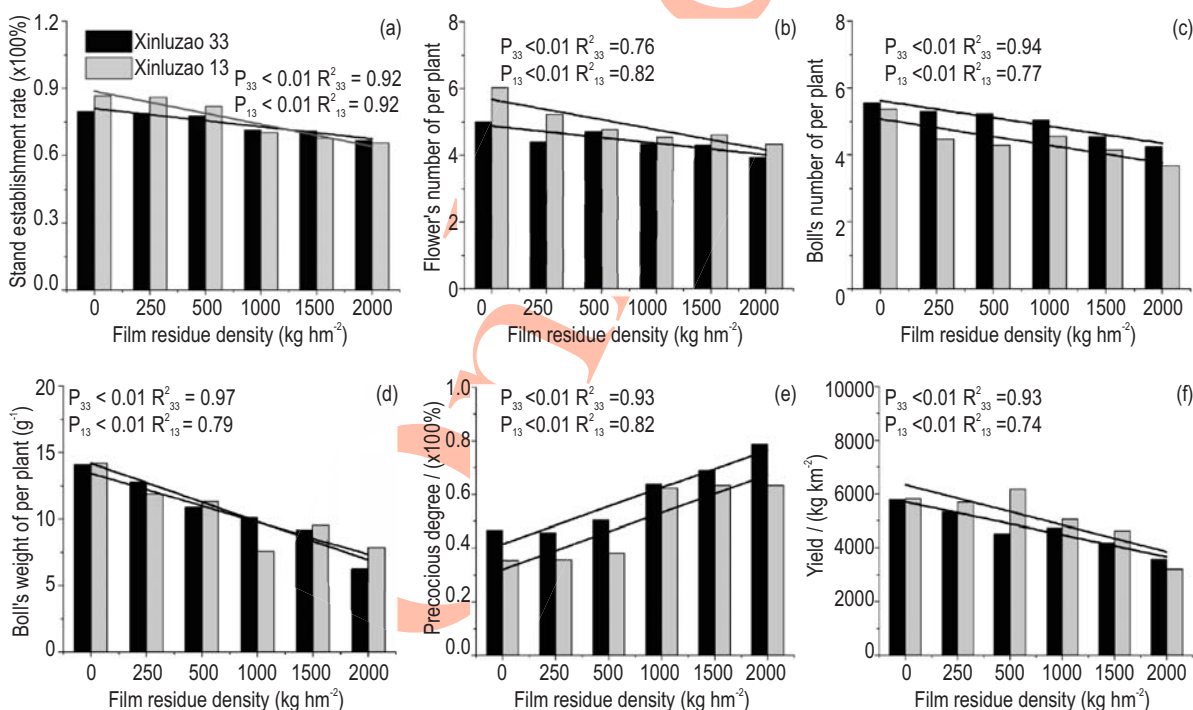 (a)
1.2
0.9
0.6
0.3
0.0
Stand establishment rate (x100%)
Xinluzao 33
Xinluzao 13
P₃₃ < 0.01 R²₃₃ = 0.92
P₁₃ < 0.01 R²₁₃ = 0.92
0 250 500 1000 1500 2000
Film residue density (kg hm⁻²)
(b)
8
6
4
2
0
Flower's number of per plant
P₃₃ <0.01 R²₃₃ =0.76
P₁₃ <0.01 R²₁₃ =0.82
0 250 500 1000 1500 2000
Film residue density (kg hm⁻²)
(c)
8
6
4
2
0
Boll's number of per plant
P₃₃ <0.01 R²₃₃ =0.94
P₁₃ <0.01 R²₁₃ =0.77
0 250 500 1000 1500 2000
Film residue density (kg hm⁻²)
(d)
20
15
10
5
0
Boll's weight of per plant (g⁻¹)
P₃₃ < 0.01 R²₃₃ = 0.97
P₁₃ < 0.01 R²₁₃ = 0.79
0 250 500 1000 1500 2000
Film residue density (kg hm⁻²)
(e)
1.0
0.8
0.6
0.4
0.2
0.0
Precocious degree / (x100%)
P₃₃ <0.01 R²₃₃ =0.93
P₁₃ <0.01 R²₁₃ =0.82
0 250 500 1000 1500 2000
Film residue density (kg hm⁻²)
(f)
10000
8000
6000
4000
2000
0
Yield / (kg km⁻²)
P₃₃ <0.01 R²₃₃ =0.93
P₁₃ <0.01 R²₁₃ =0.74
0 250 500 1000 1500 2000
Film residue density (kg hm⁻²)